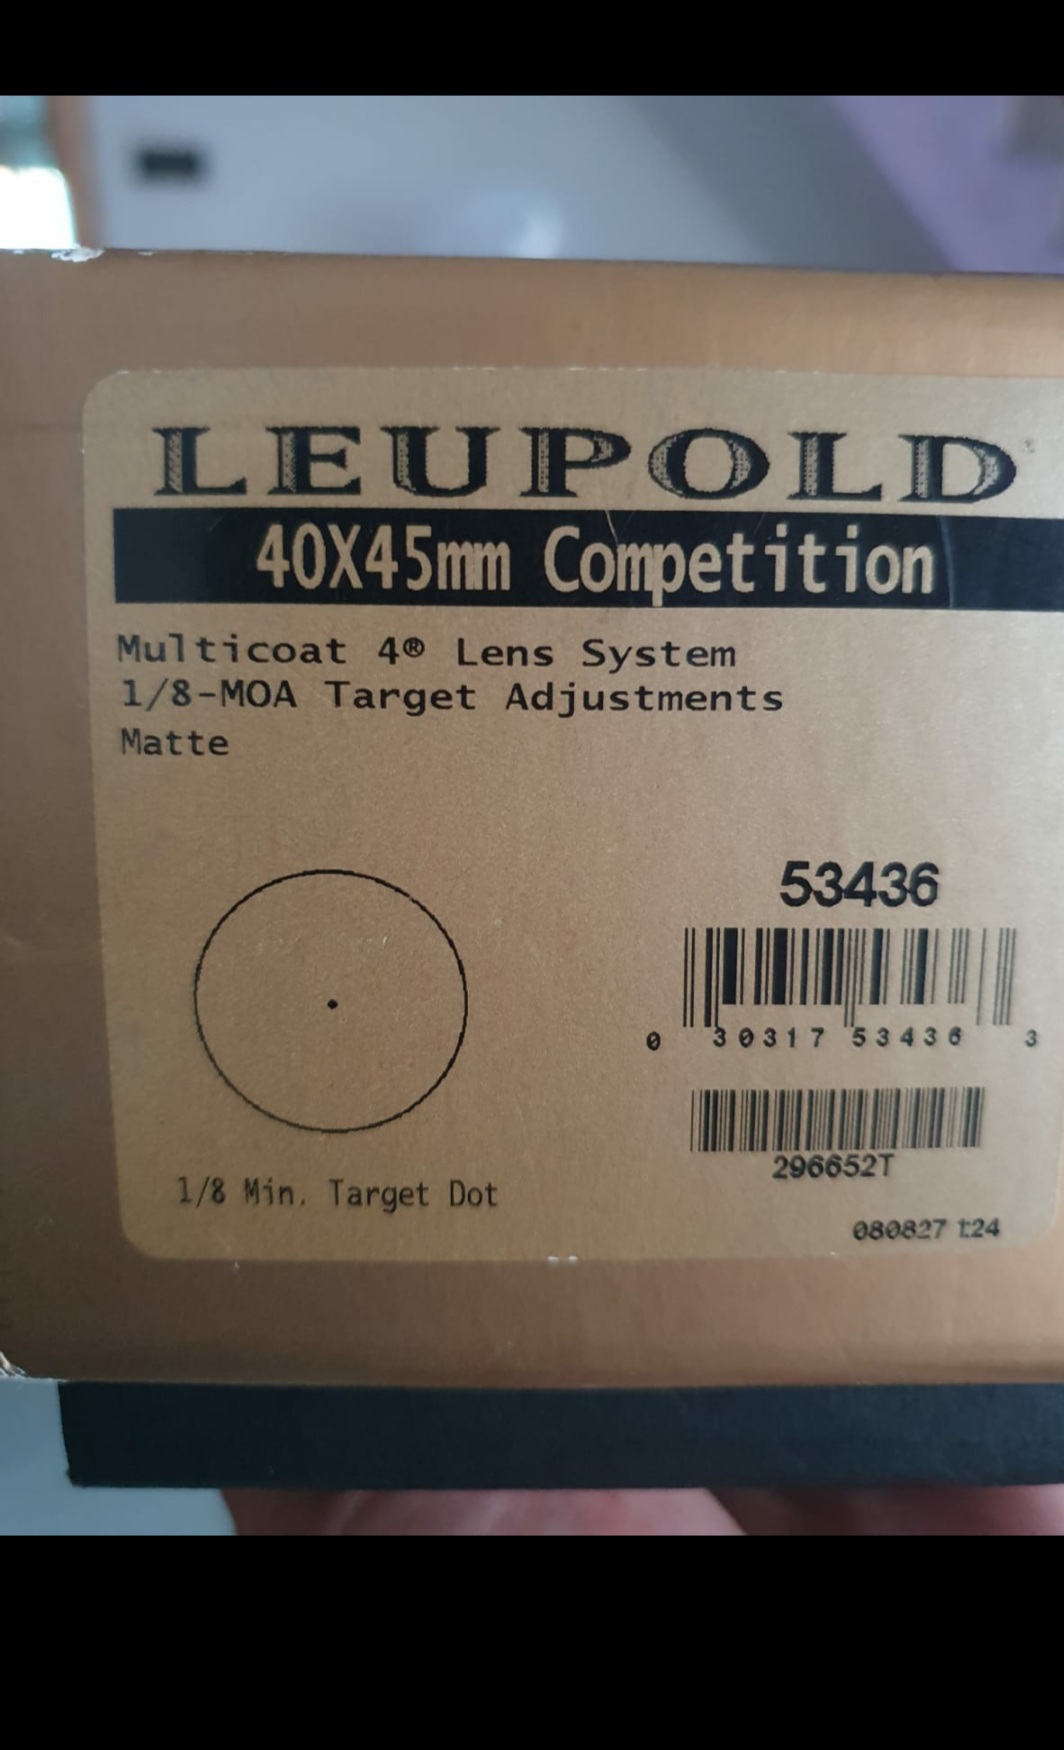 LEUPOLD
40X45mm Competition
Multicoat 4® Lens System
1/8-MOA Target Adjustments
Matte
53436
0 30317 53436 3
296652T
1/8 Min. Target Dot
080827 124